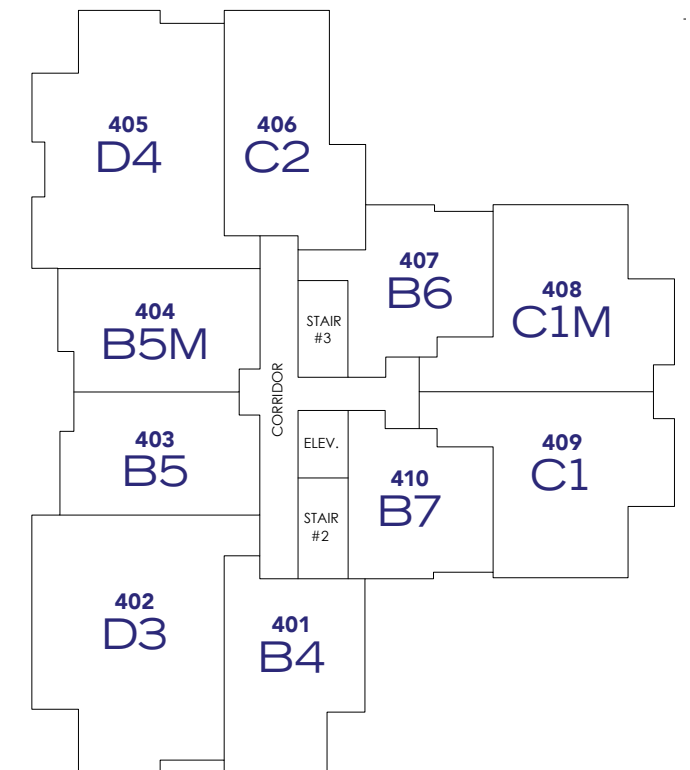 405
D4
406
C2
407
B6
408
C1M
404
B5M
STAIR
#3
CORRIDOR
403
B5
ELEV.
409
C1
410
B7
STAIR
#2
402
D3
401
B4